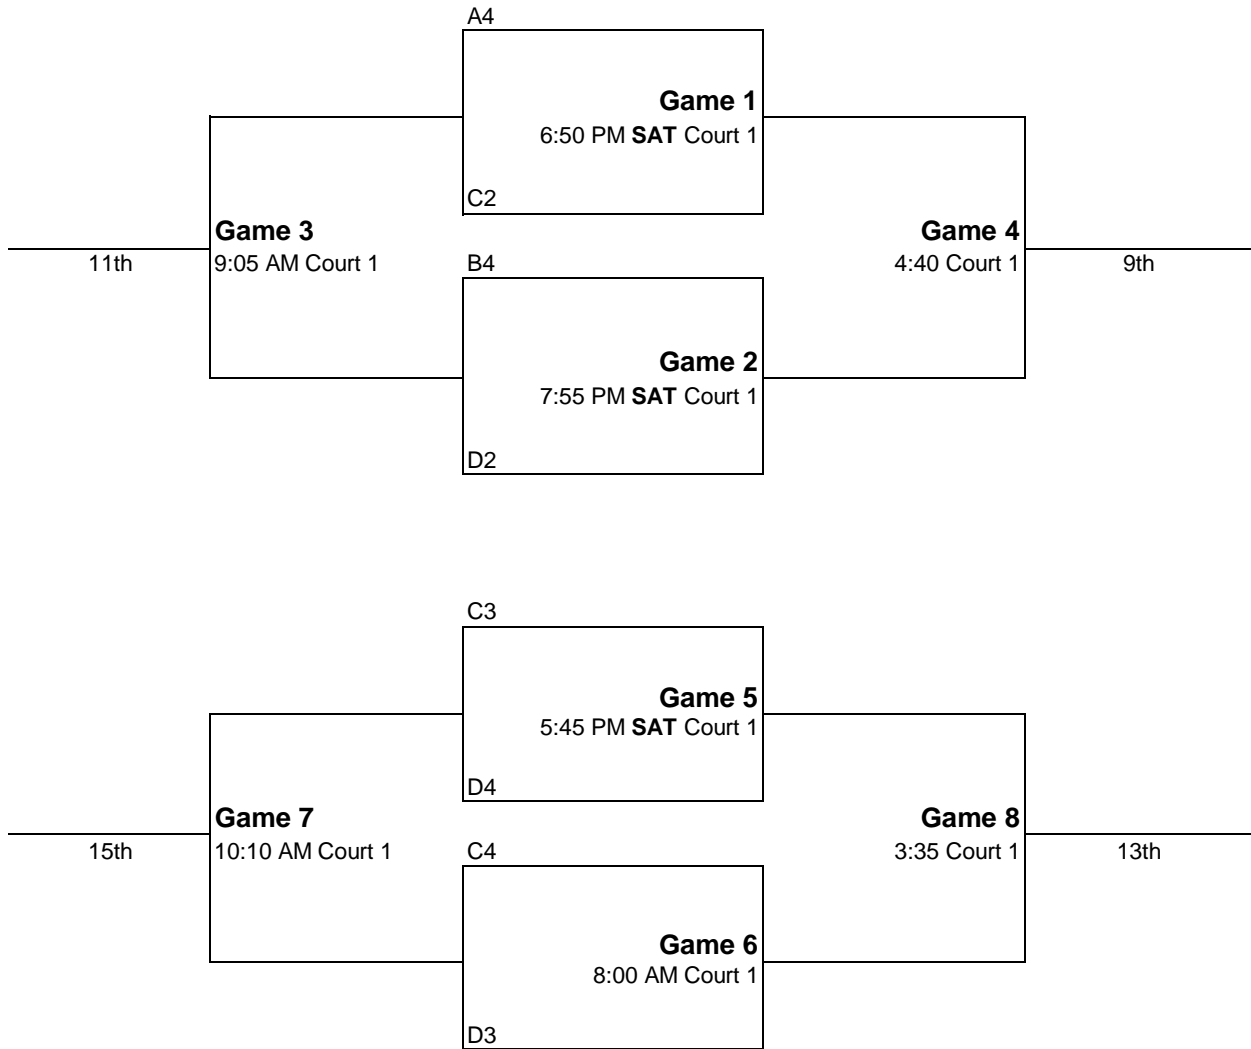 A4
Game 1
6:50 PM SAT Court 1
C2
Game 3
Game 4
11th
9:05 AM Court 1
B4
4:40 Court 1
9th
Game 2
7:55 PM SAT Court 1
D2
C3
Game 5
5:45 PM SAT Court 1
D4
Game 7
Game 8
15th
10:10 AM Court 1
C4
3:35 Court 1
13th
Game 6
8:00 AM Court 1
D3